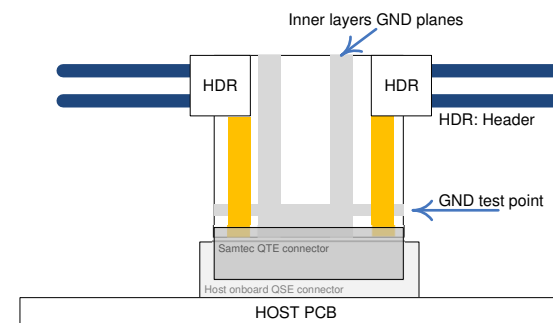 Inner layers GND planes
HDR
HDR
HDR: Header
GND test point
Samtec QTE connector
Host onboard QSE connector
HOST PCB